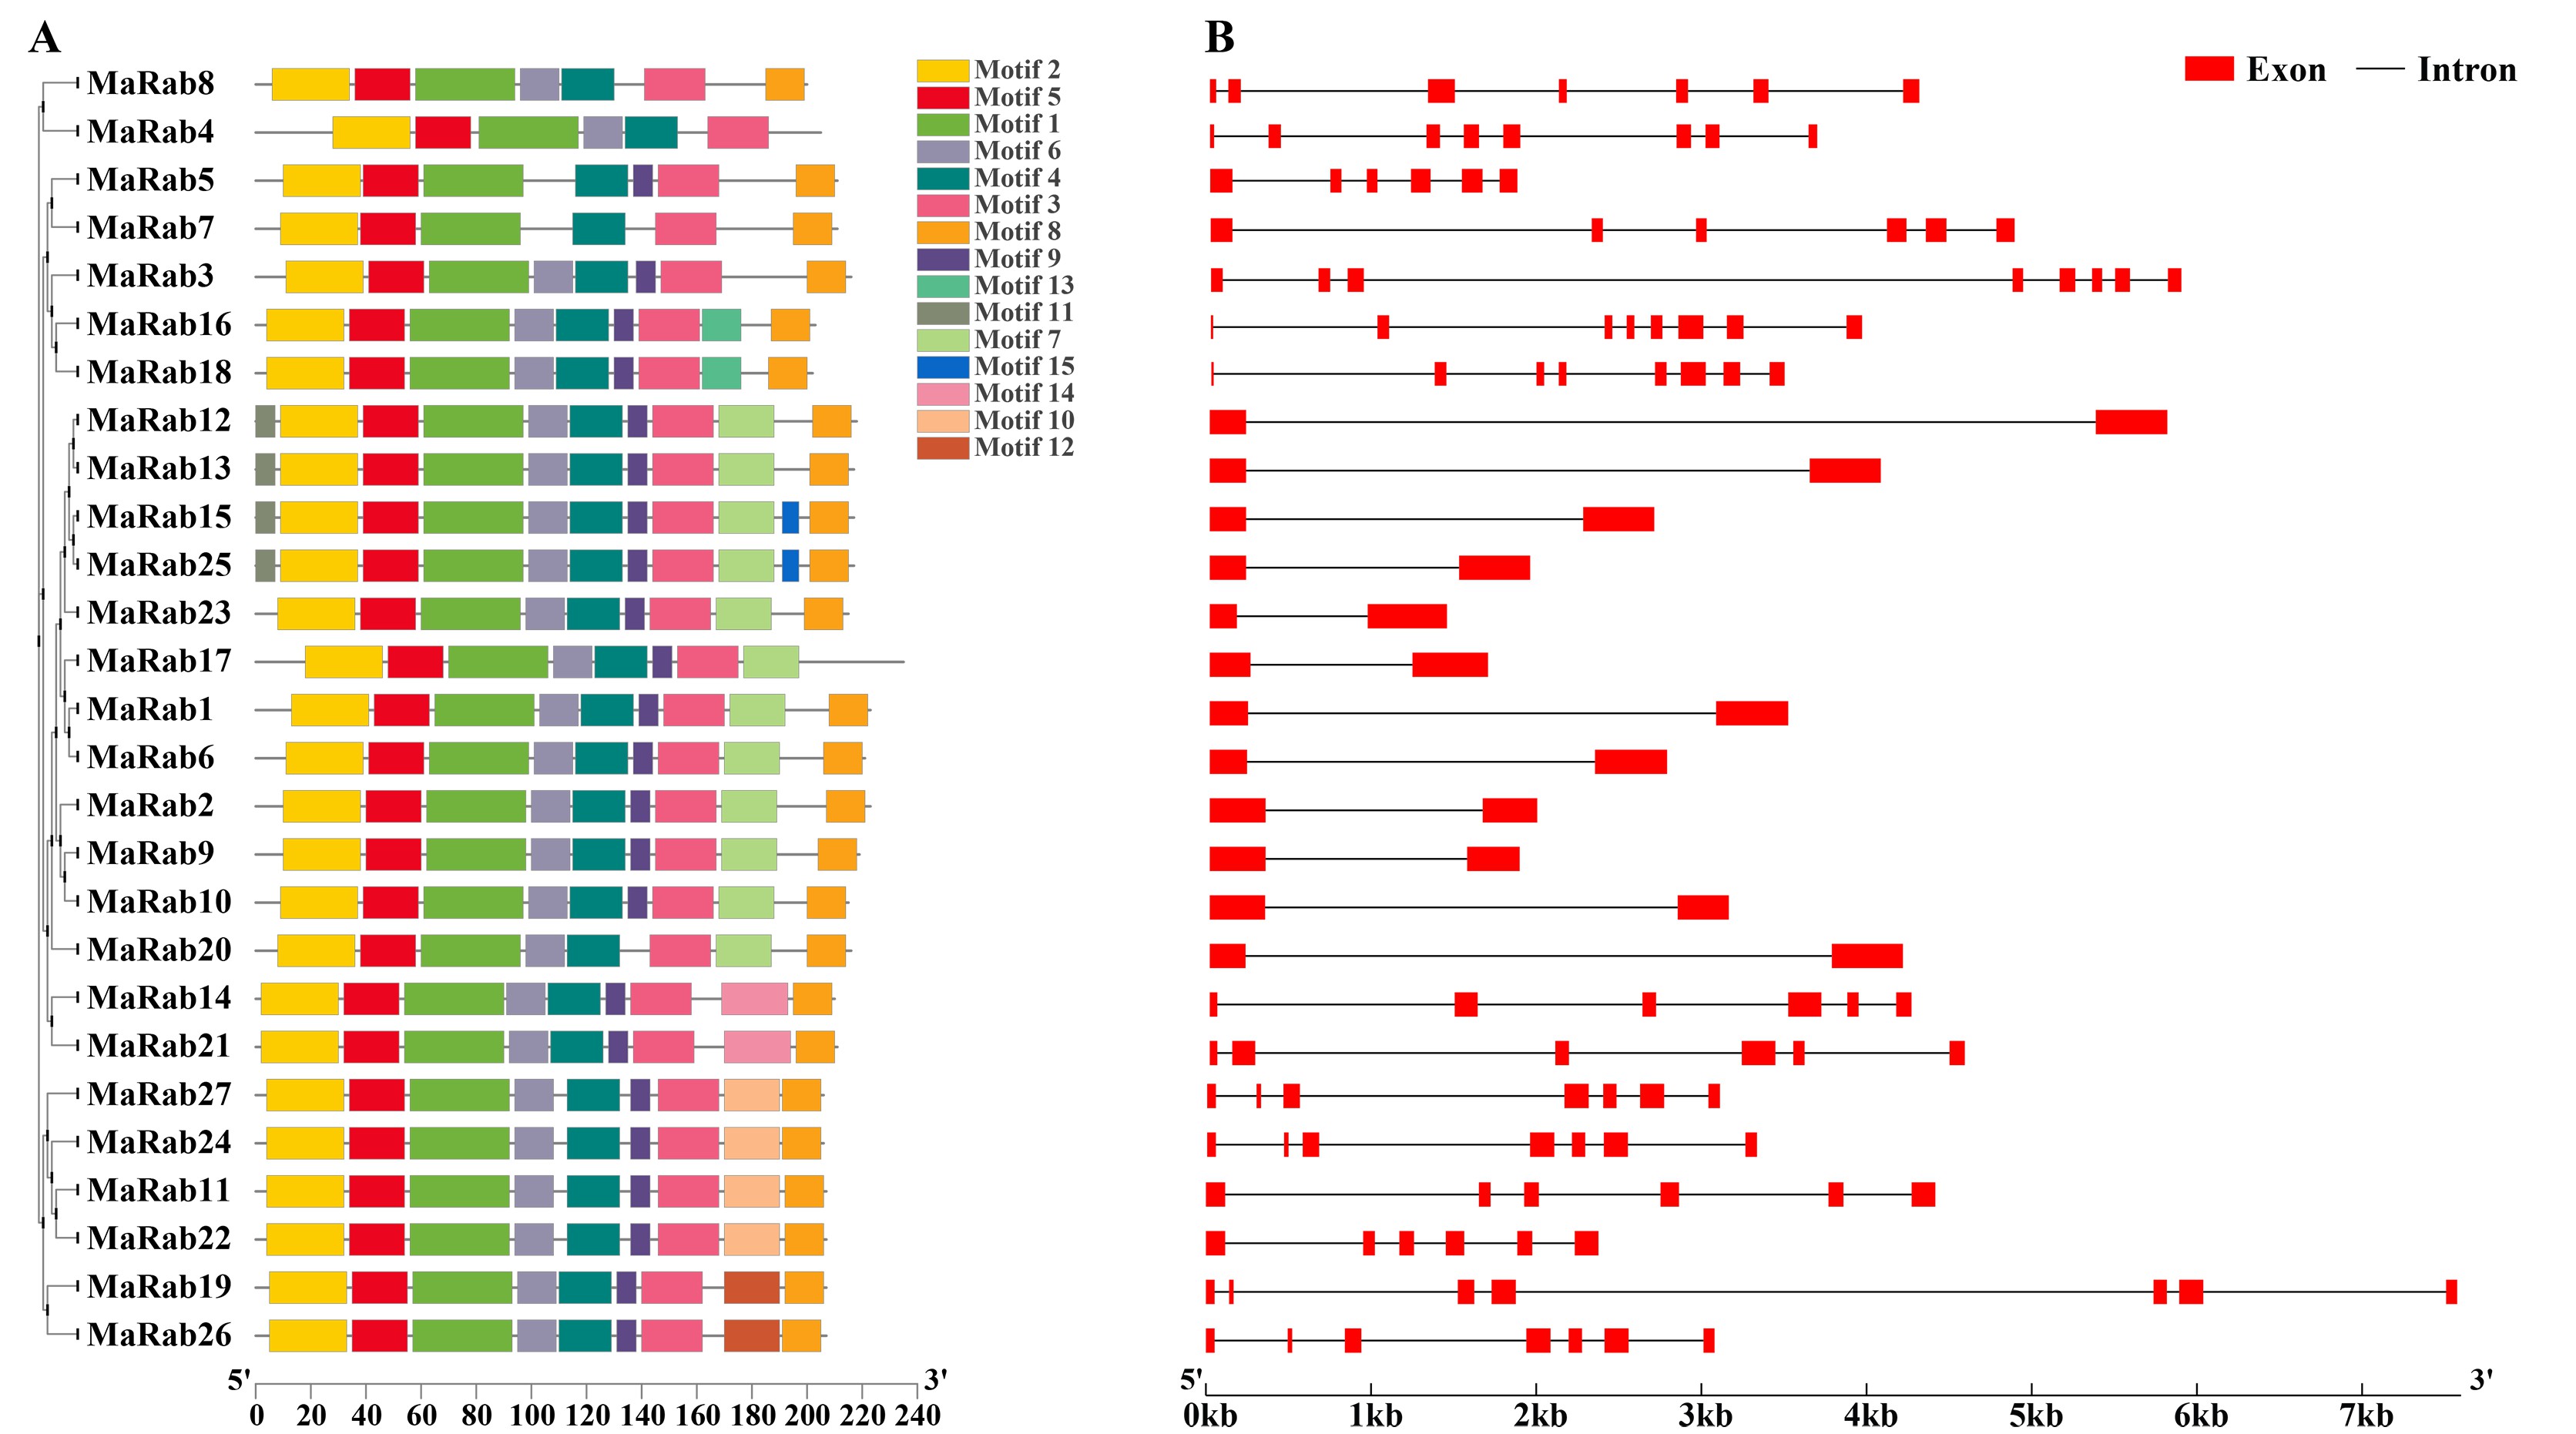 A
MaRab8
MaRab4
MaRab5
MaRab7
MaRab3
MaRab16
MaRab18
MaRab12
MaRab13
MaRab15
MaRab25
MaRab23
MaRab17
MaRab1
MaRab6
MaRab2
MaRab9
MaRab10
MaRab20
MaRab14
MaRab21
MaRab27
MaRab24
MaRab11
MaRab22
MaRab19
MaRab26
5' 3'
0 20 40 60 80 100 120 140 160 180 200 220 240
Motif 2
Motif 5
Motif 1
Motif 6
Motif 4
Motif 3
Motif 8
Motif 9
Motif 13
Motif 11
Motif 7
Motif 15
Motif 14
Motif 10
Motif 12
B
Exon Intron
5' 3'
0kb 1kb 2kb 3kb 4kb 5kb 6kb 7kb